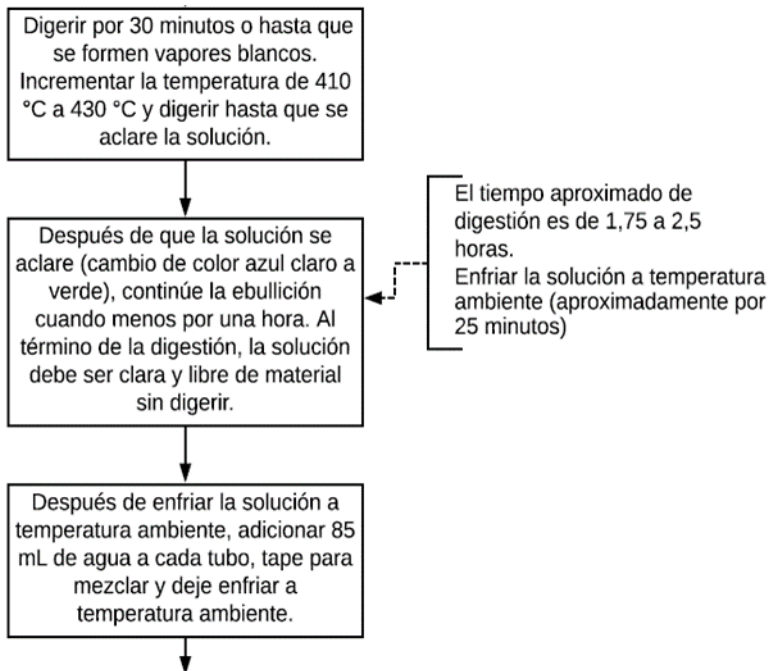 Digerir por 30 minutos o hasta que
se formen vapores blancos.
Incrementar la temperatura de 410
°C a 430 °C y digerir hasta que se
aclare la solución.
Después de que la solución se
aclare (cambio de color azul claro a
verde), continúe la ebullición
cuando menos por una hora. Al
término de la digestión, la solución
debe ser clara y libre de material
sin digerir.
El tiempo aproximado de
digestión es de 1,75 a 2,5
horas.
Enfriar la solución a temperatura
ambiente (aproximadamente por
25 minutos)
Después de enfriar la solución a
temperatura ambiente, adicionar 85
mL de agua a cada tubo, tape para
mezclar y deje enfriar a
temperatura ambiente.